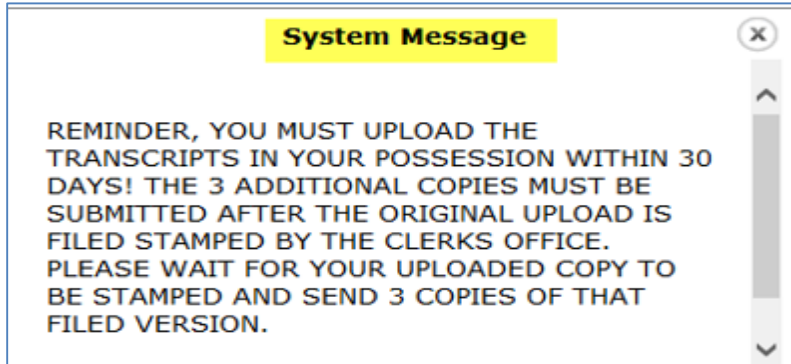 System Message
REMINDER, YOU MUST UPLOAD THE
TRANSCRIPTS IN YOUR POSSESSION WITHIN 30
DAYS! THE 3 ADDITIONAL COPIES MUST BE
SUBMITTED AFTER THE ORIGINAL UPLOAD IS
FILED STAMPED BY THE CLERKS OFFICE.
PLEASE WAIT FOR YOUR UPLOADED COPY TO
BE STAMPED AND SEND 3 COPIES OF THAT
FILED VERSION.